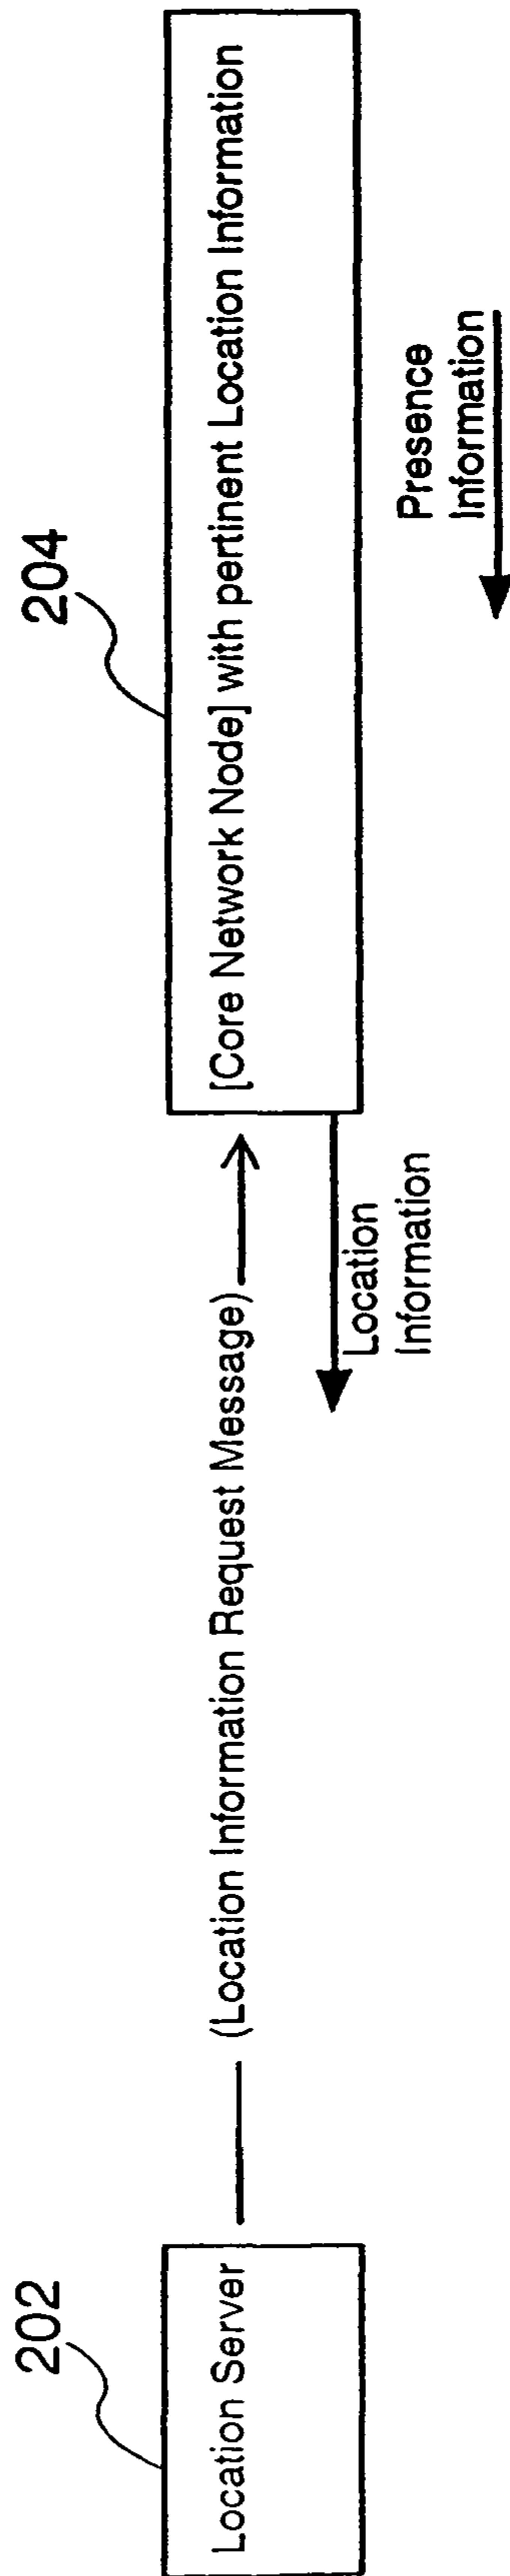 202
Location Server
(Location Information Request Message)
204
[Core Network Node] with pertinent Location Information
Location
Information
Presence
Information